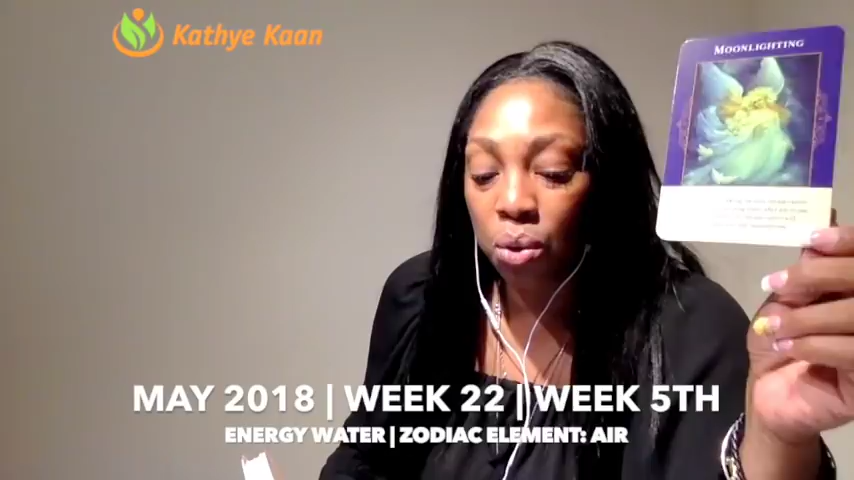 Kathye Kaan
MOONLIGHTING
MAY 2018 | WEEK 22 | WEEK 5TH
ENERGY WATER | ZODIAC ELEMENT: AIR